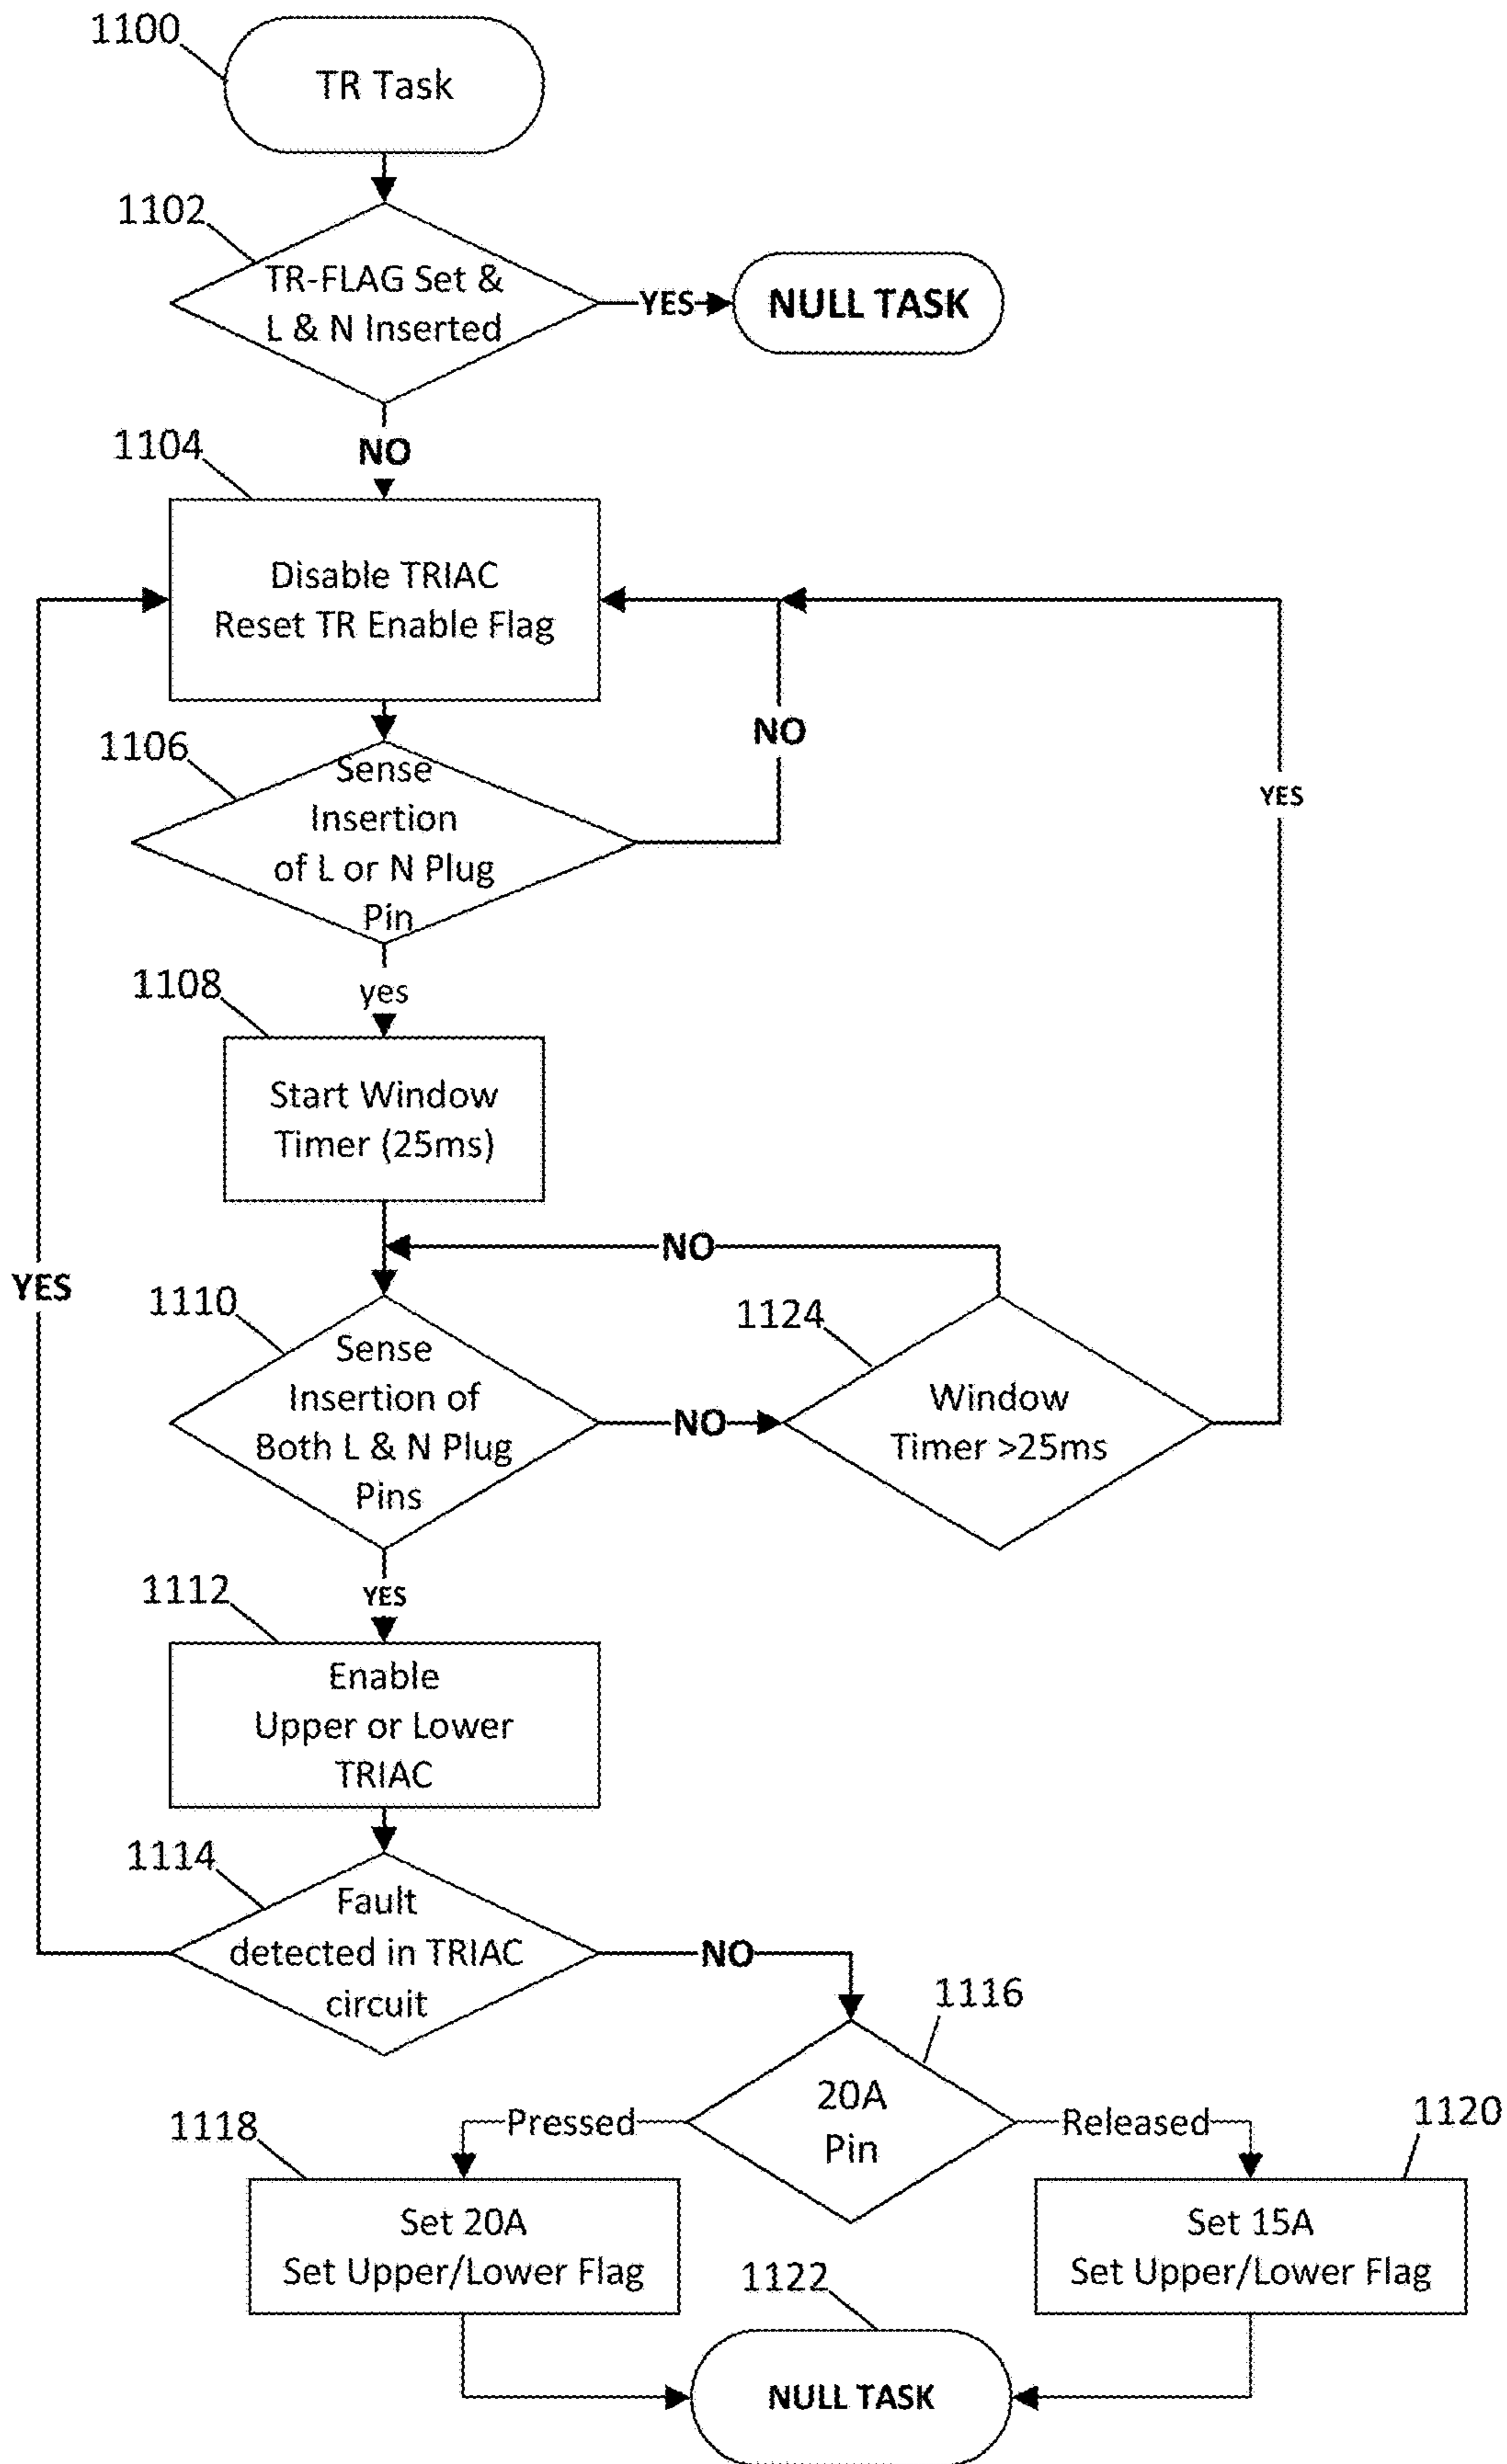 1100
TR Task
1102
TR-FLAG Set &
L & N Inserted
YES
NULL TASK
NO
1104
Disable TRIAC
Reset TR Enable Flag
NO
1106
Sense
Insertion
of L or N Plug
Pin
YES
yes
1108
Start Window
Timer (25ms)
NO
YES
1110
Sense
Insertion of
Both L & N Plug
Pins
NO
1124
Window
Timer >25ms
YES
1112
Enable
Upper or Lower
TRIAC
1114
Fault
detected in TRIAC
circuit
NO
1116
20A
Pin
Pressed
Released
1118
Set 20A
Set Upper/Lower Flag
1120
Set 15A
Set Upper/Lower Flag
1122
NULL TASK